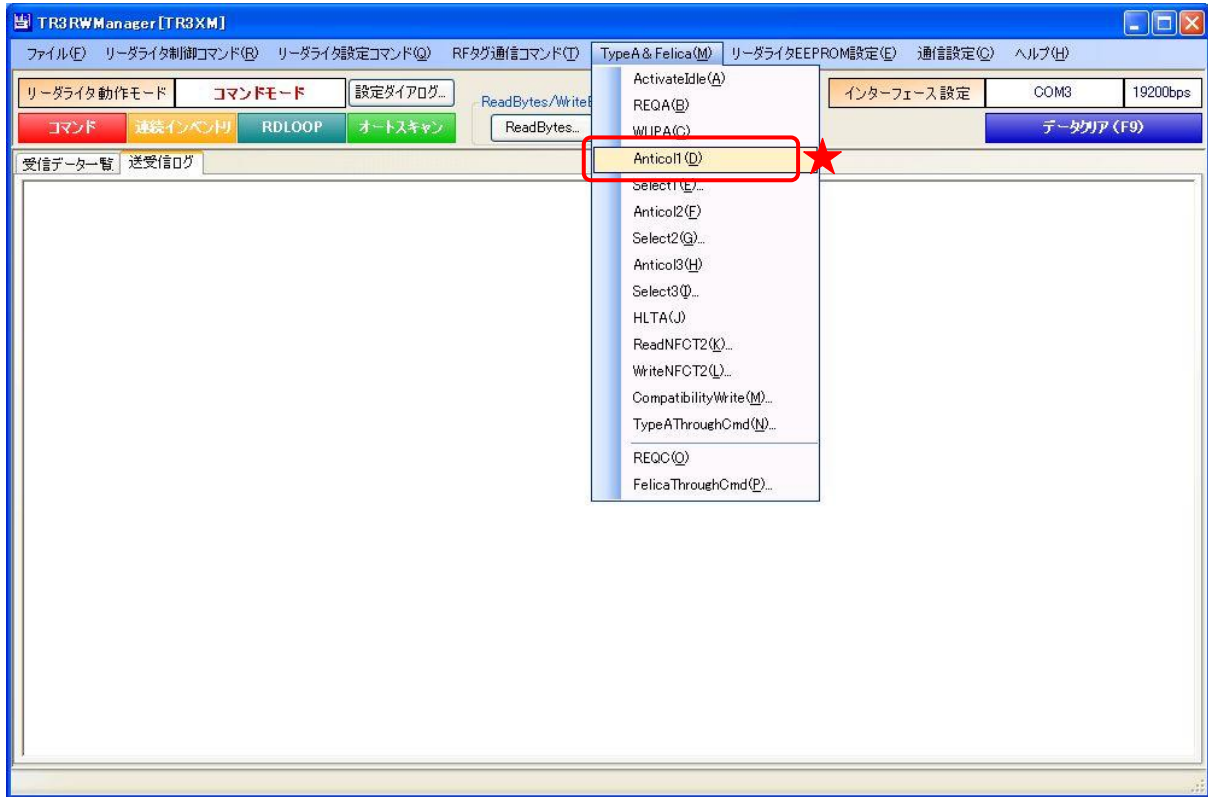 TR3RWManager[TR3XM]
ファイル(F) リーダライタ制御コマンド(R) リーダライタ設定コマンド(Q) RFタグ通信コマンド(T) TypeA&Felica(M) リーダライタEEPROM設定(E) 通信設定(C) ヘルプ(H)
リーダライタ動作モード コマンドモード 設定ダイアログ... ReadBytes/WriteB インターフェース設定 COM3 19200bps
コマンド 連続インベントリ RDLOOP オートスキャン ReadBytes... データクリア(F9)
受信データ一覧 送受信ログ
ActivateIdle(A)
REQA(B)
WUPA(C)
Anticol1(D)
Select1(E)...
Anticol2(F)
Select2(G)...
Anticol3(H)
Select3(I)...
HLTA(J)
ReadNFCT2(K)...
WriteNFCT2(L)...
CompatibilityWrite(M)...
TypeAThroughCmd(N)...
REQC(O)
FelicaThroughCmd(P)...